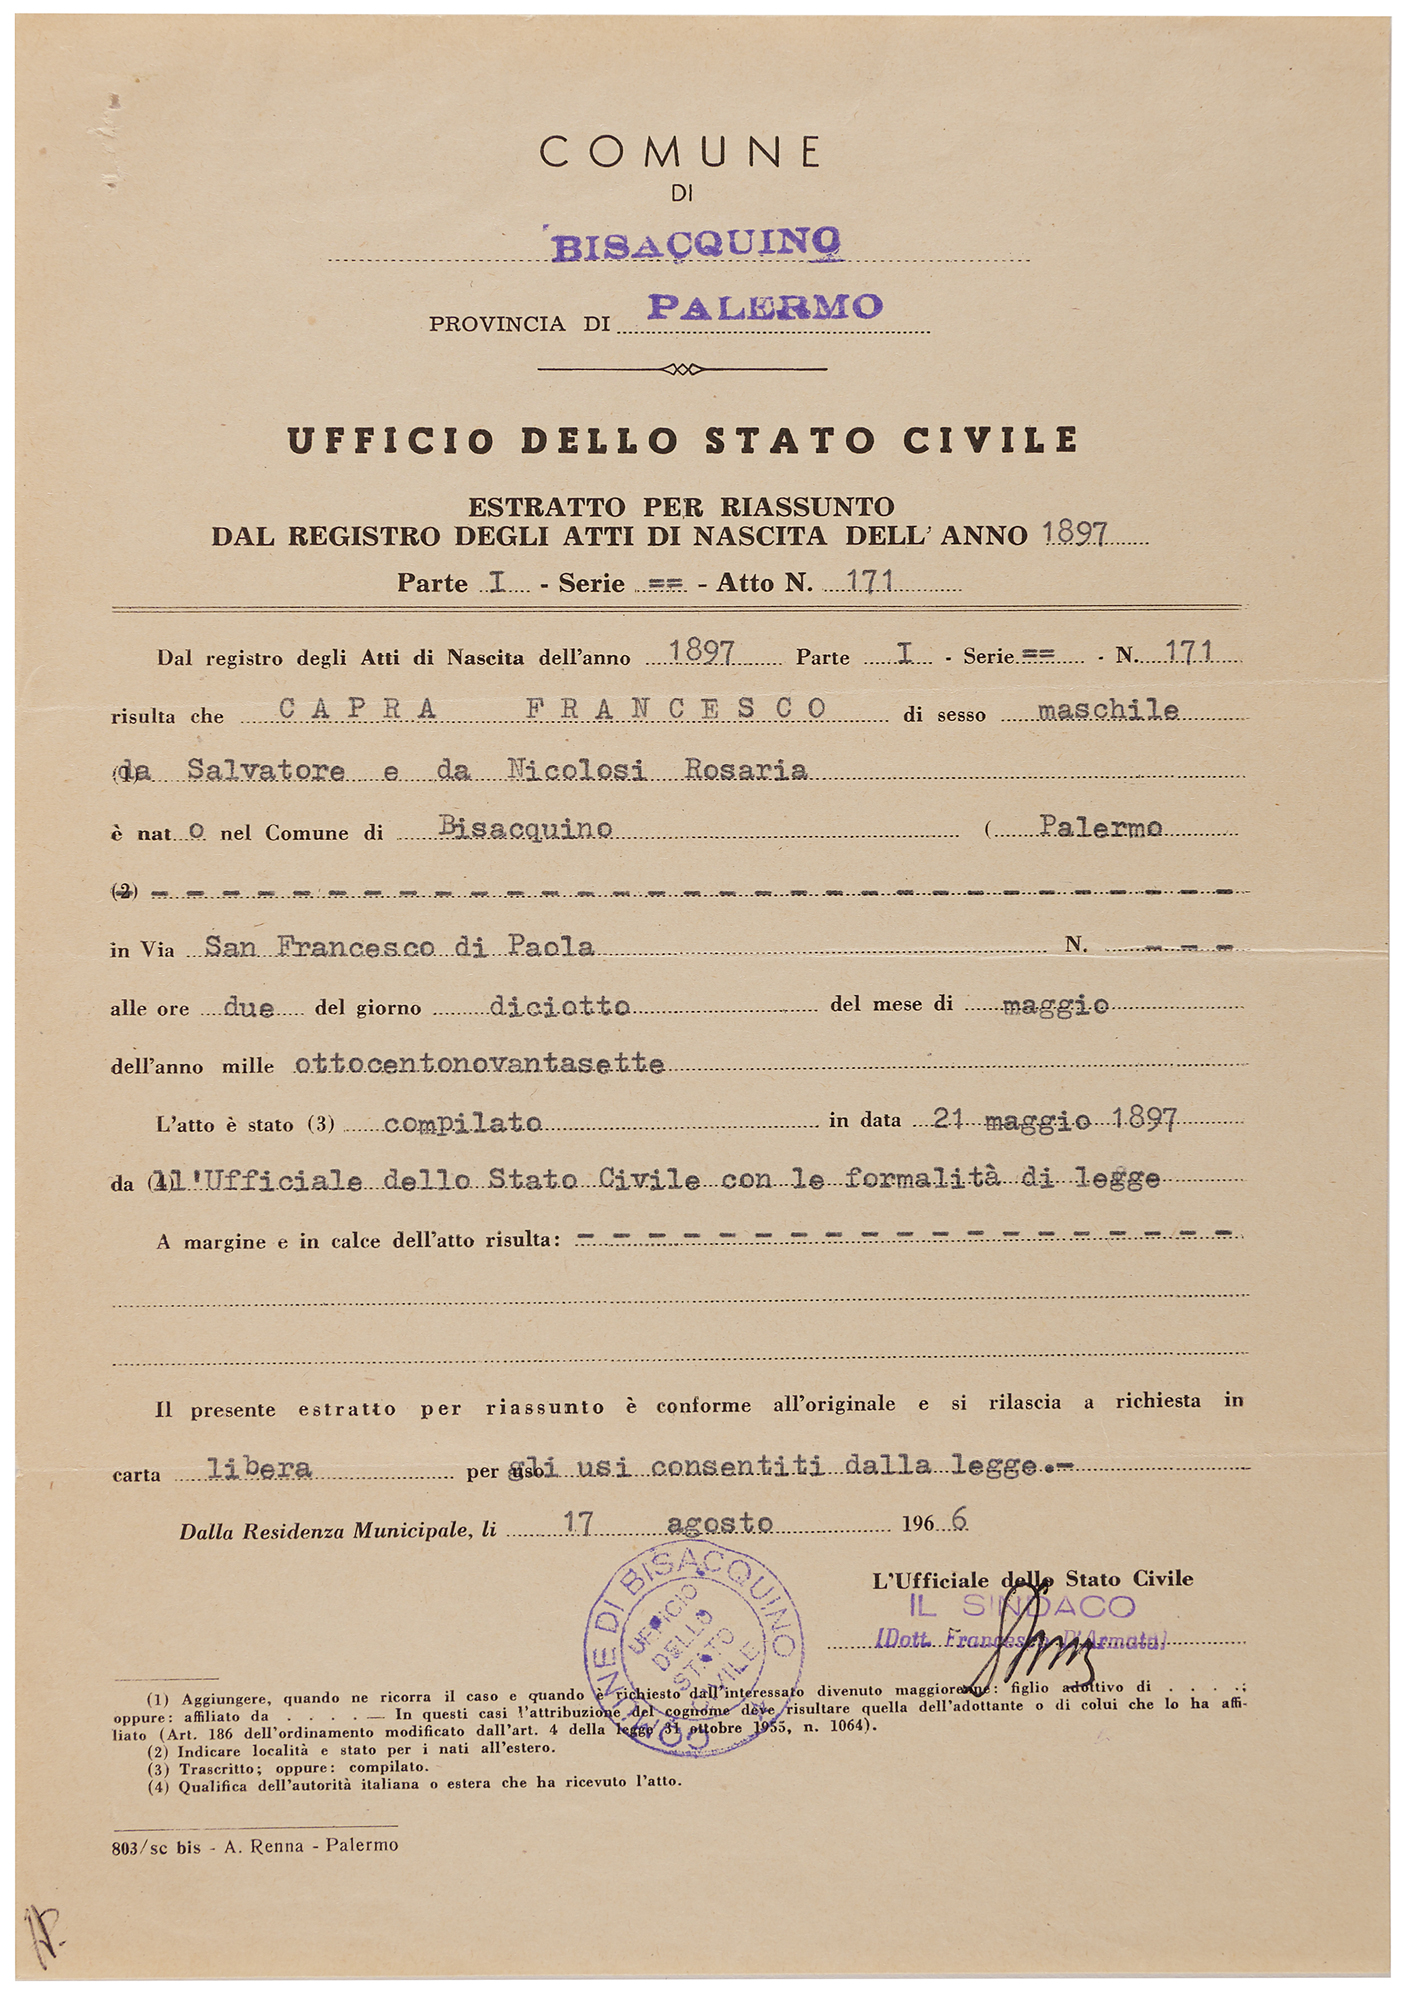 COMUNE
DI
BISACQUINO
PROVINCIA DI PALERMO
UFFICIO DELLO STATO CIVILE
ESTRATTO PER RIASSUNTO
DAL REGISTRO DEGLI ATTI DI NASCITA DELL' ANNO 1897
Parte I - Serie == - Atto N. 171
Dal registro degli Atti di Nascita dell'anno 1897 Parte I - Serie == - N. 171
risulta che CAPRA FRANCESCO di sesso maschile
(1) da Salvatore e da Nicolosi Rosaria
è nat o nel Comune di Bisacquino ( Palermo
(2) – – – – – – – – – – – – – – – – – – – – – – – – – – – – – – –
in Via San Francesco di Paola N. – – –
alle ore due del giorno diciotto del mese di maggio
dell'anno mille ottocentonovantasette
L'atto è stato (3) compilato in data 21 maggio 1897
da (4) ll'Ufficiale dello Stato Civile con le formalità di legge
A margine e in calce dell'atto risulta: – – – – – – – – – – – – – – – – – – –
Il presente estratto per riassunto è conforme all'originale e si rilascia a richiesta in
carta libera per uso gli usi consentiti dalla legge.-
Dalla Residenza Municipale, li 17 agosto 1966
COMUNE DI BISACQUINO
UFFICIO
DELLO
STATO
CIVILE
L'Ufficiale dello Stato Civile
IL SINDACO
(Dott. Francesco D'Armata)
(1) Aggiungere, quando ne ricorra il caso e quando è richiesto dall'interessato divenuto maggiorenne: figlio adottivo di . . . .;
oppure: affiliato da . . . . — In questi casi l'attribuzione del cognome deve risultare quella dell'adottante o di colui che lo ha affi-
liato (Art. 186 dell'ordinamento modificato dall'art. 4 della legge 31 ottobre 1955, n. 1064).
(2) Indicare località e stato per i nati all'estero.
(3) Trascritto; oppure: compilato.
(4) Qualifica dell'autorità italiana o estera che ha ricevuto l'atto.
803/sc bis - A. Renna - Palermo